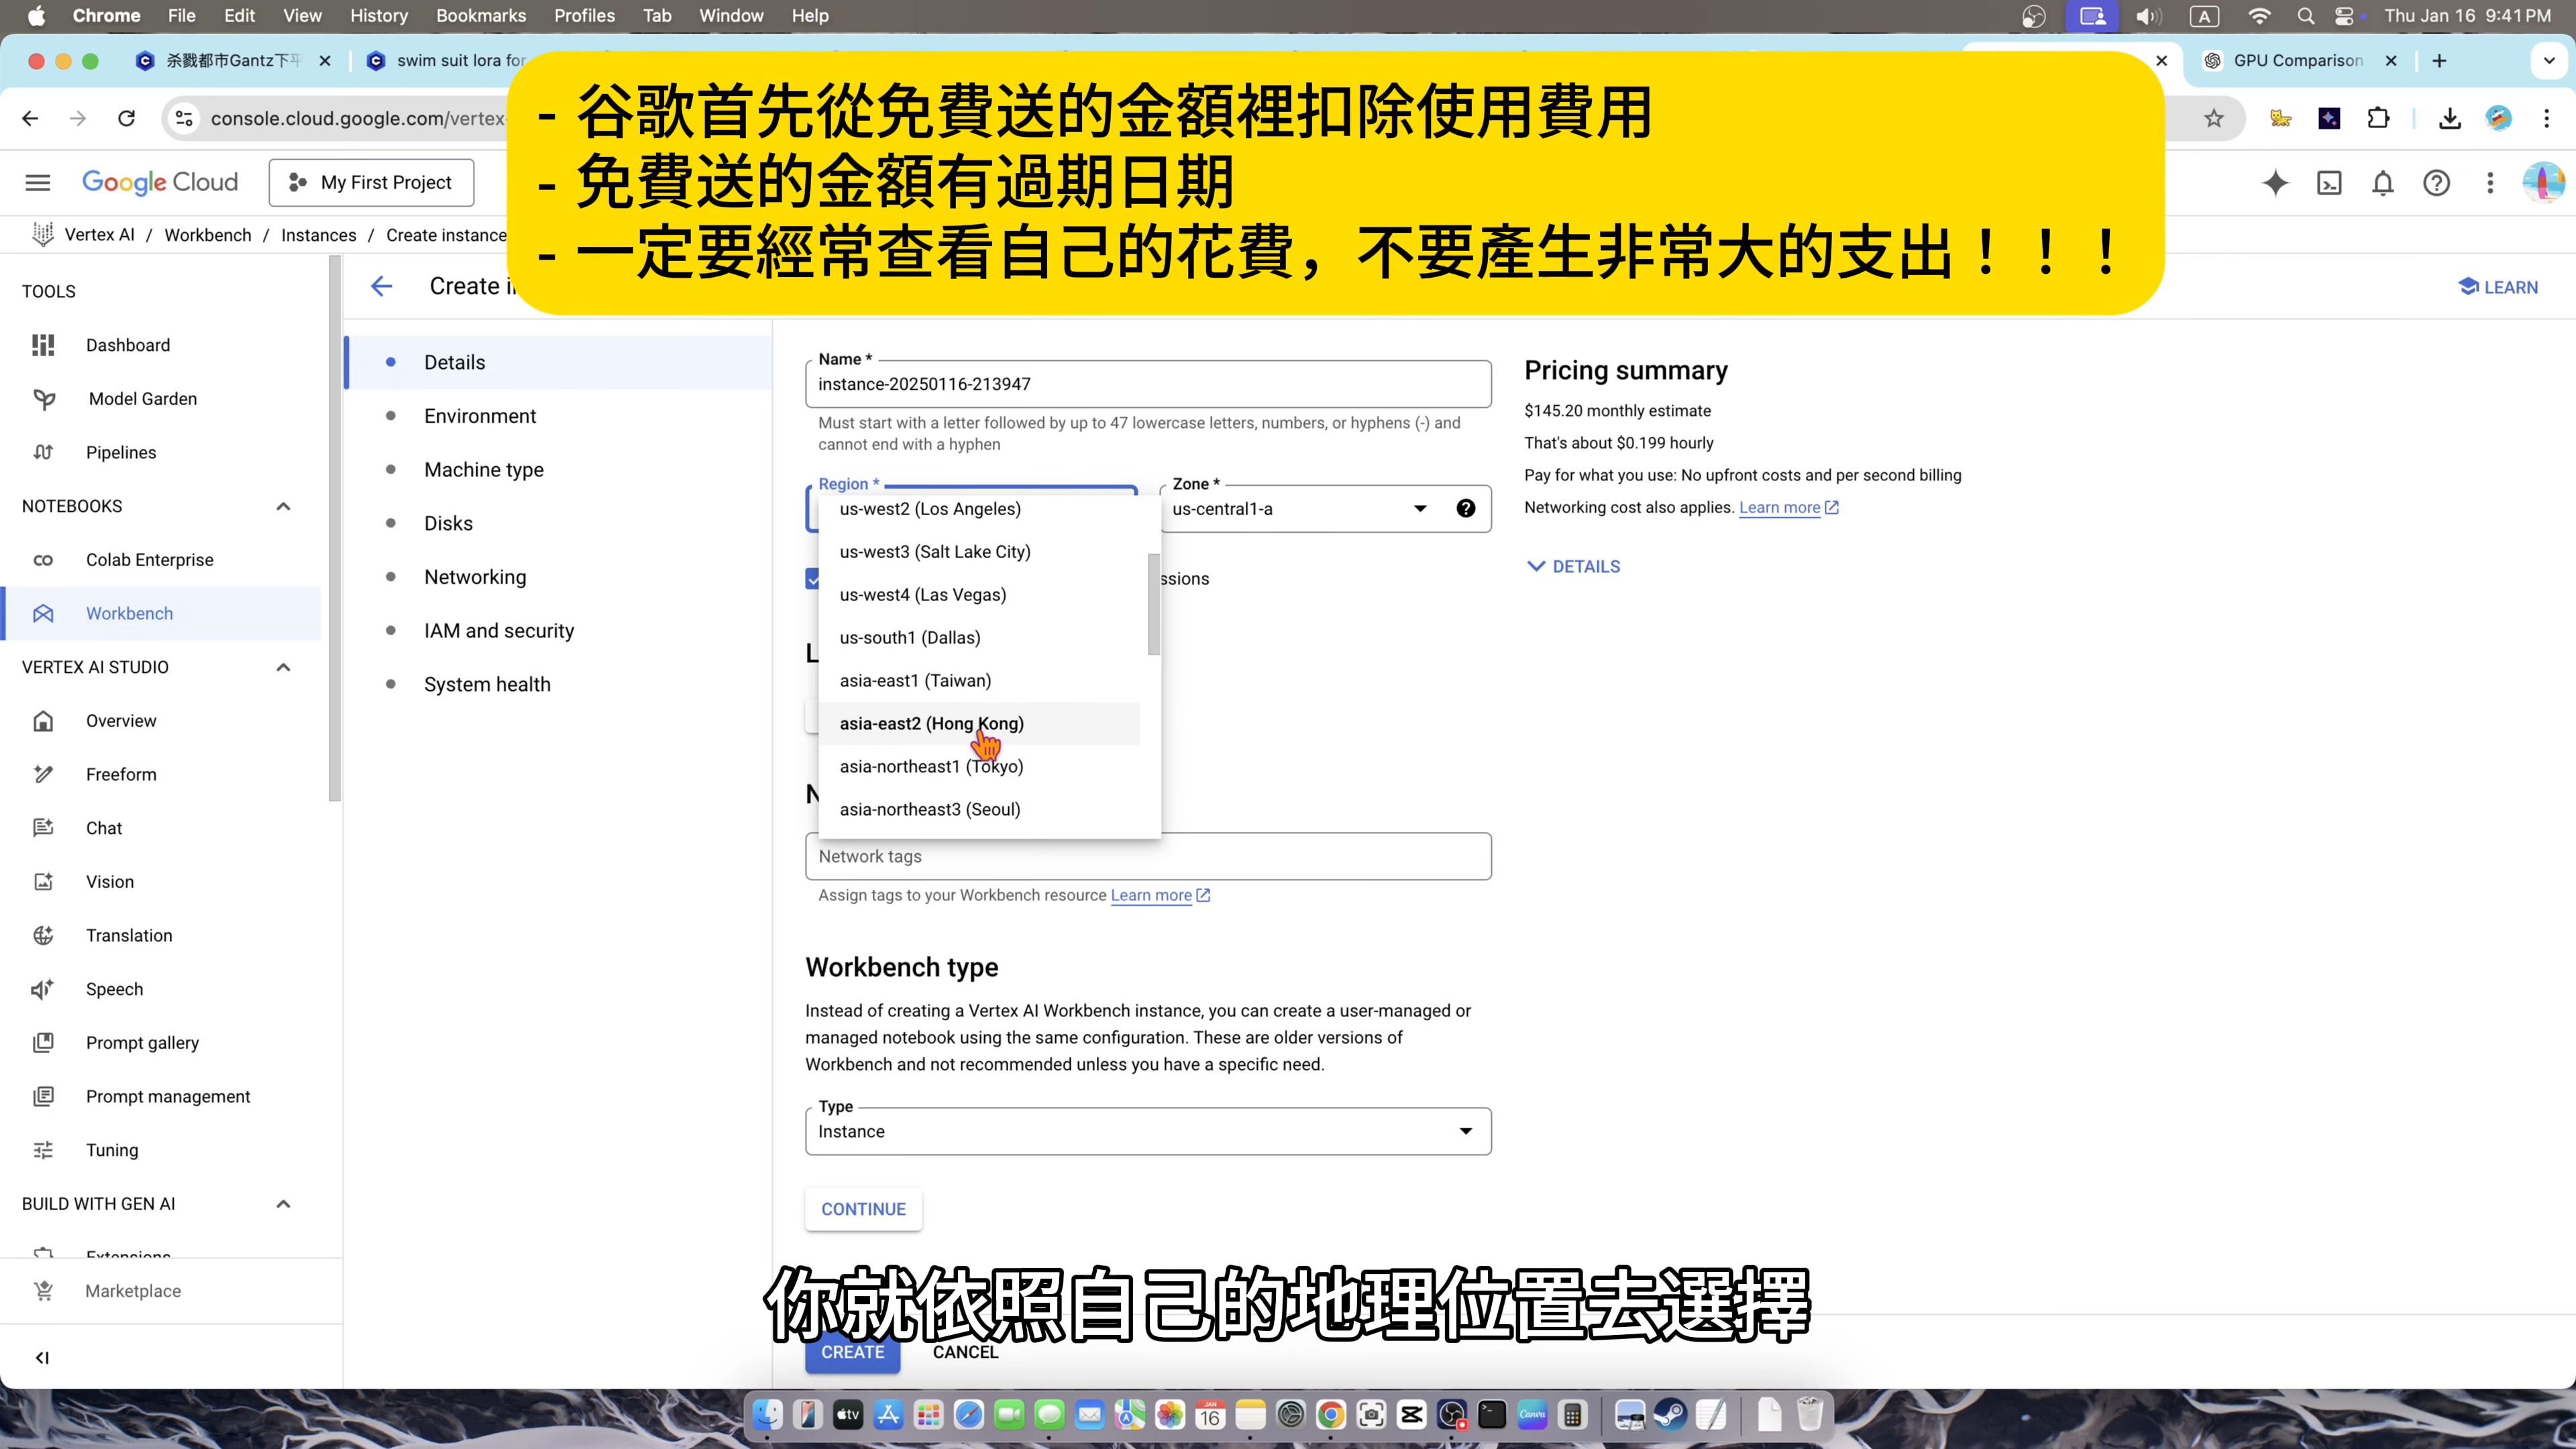 Chrome File Edit View History Bookmarks Profiles Tab Window Help
A
Thu Jan 16 9:41 PM
杀戮都市Gantz下平
swim suit lora for
GPU Comparison
console.cloud.google.com/vertex-
- 谷歌首先從免費送的金額裡扣除使用費用
- 免費送的金額有過期日期
- 一定要經常查看自己的花費，不要產生非常大的支出！！！
Google Cloud
My First Project
Vertex AI / Workbench / Instances / Create instance
TOOLS
Dashboard
Model Garden
Pipelines
NOTEBOOKS
Colab Enterprise
Workbench
VERTEX AI STUDIO
Overview
Freeform
Chat
Vision
Translation
Speech
Prompt gallery
Prompt management
Tuning
BUILD WITH GEN AI
Extensions
Marketplace
Create i
LEARN
Details
Environment
Machine type
Disks
Networking
IAM and security
System health
Name *
instance-20250116-213947
Must start with a letter followed by up to 47 lowercase letters, numbers, or hyphens (-) and
cannot end with a hyphen
Region *
us-west2 (Los Angeles)
us-west3 (Salt Lake City)
us-west4 (Las Vegas)
us-south1 (Dallas)
asia-east1 (Taiwan)
asia-east2 (Hong Kong)
asia-northeast1 (Tokyo)
asia-northeast3 (Seoul)
Zone *
us-central1-a
ssions
L
N
Network tags
Assign tags to your Workbench resource Learn more
Workbench type
Instead of creating a Vertex AI Workbench instance, you can create a user-managed or
managed notebook using the same configuration. These are older versions of
Workbench and not recommended unless you have a specific need.
Type
Instance
CONTINUE
Pricing summary
$145.20 monthly estimate
That's about $0.199 hourly
Pay for what you use: No upfront costs and per second billing
Networking cost also applies. Learn more
DETAILS
你就依照自己的地理位置去選擇
CREATE
CANCEL
tv
JAN
16
Canva